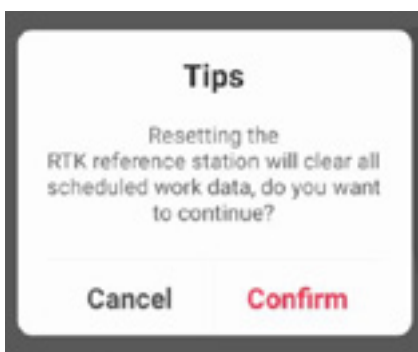 Tips
Resetting the
RTK reference station will clear all
scheduled work data, do you want
to continue?
Cancel Confirm